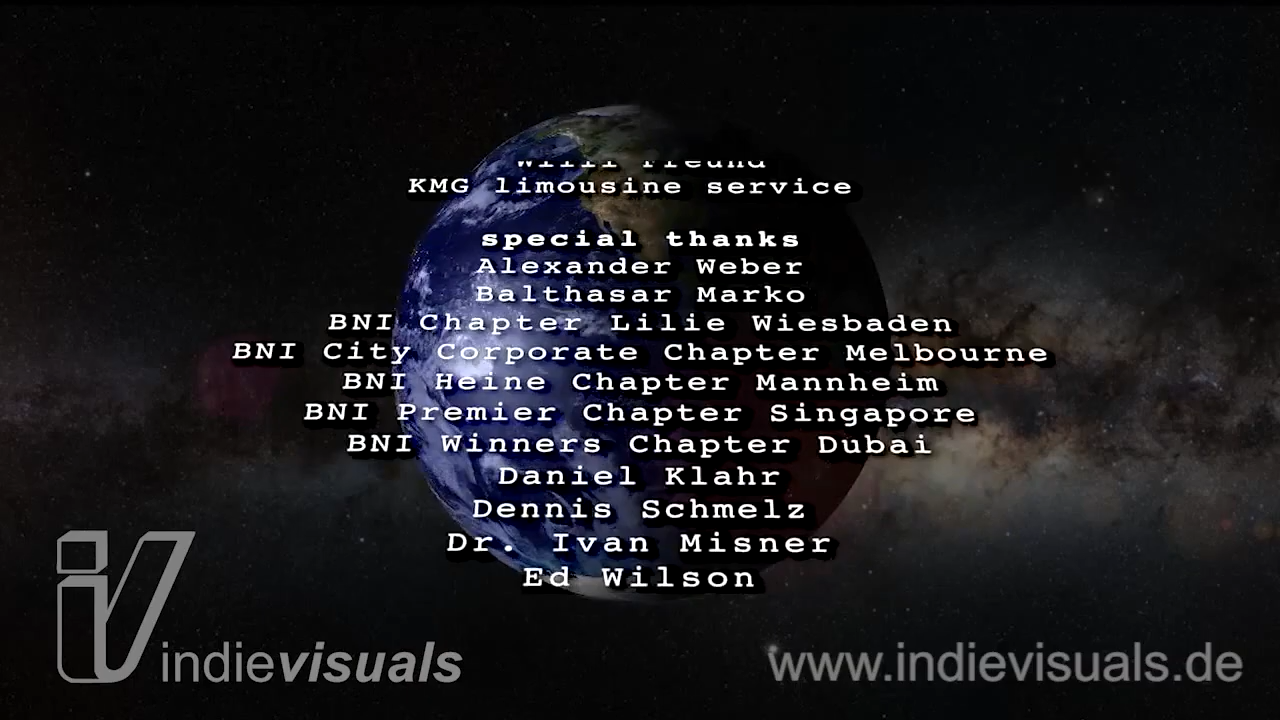 KMG limousine service
special thanks
Alexander Weber
Balthasar Marko
BNI Chapter Lilie Wiesbaden
BNI City Corporate Chapter Melbourne
BNI Heine Chapter Mannheim
BNI Premier Chapter Singapore
BNI Winners Chapter Dubai
Daniel Klahr
Dennis Schmelz
Dr. Ivan Misner
Ed Wilson
iV indievisuals
www.indievisuals.de